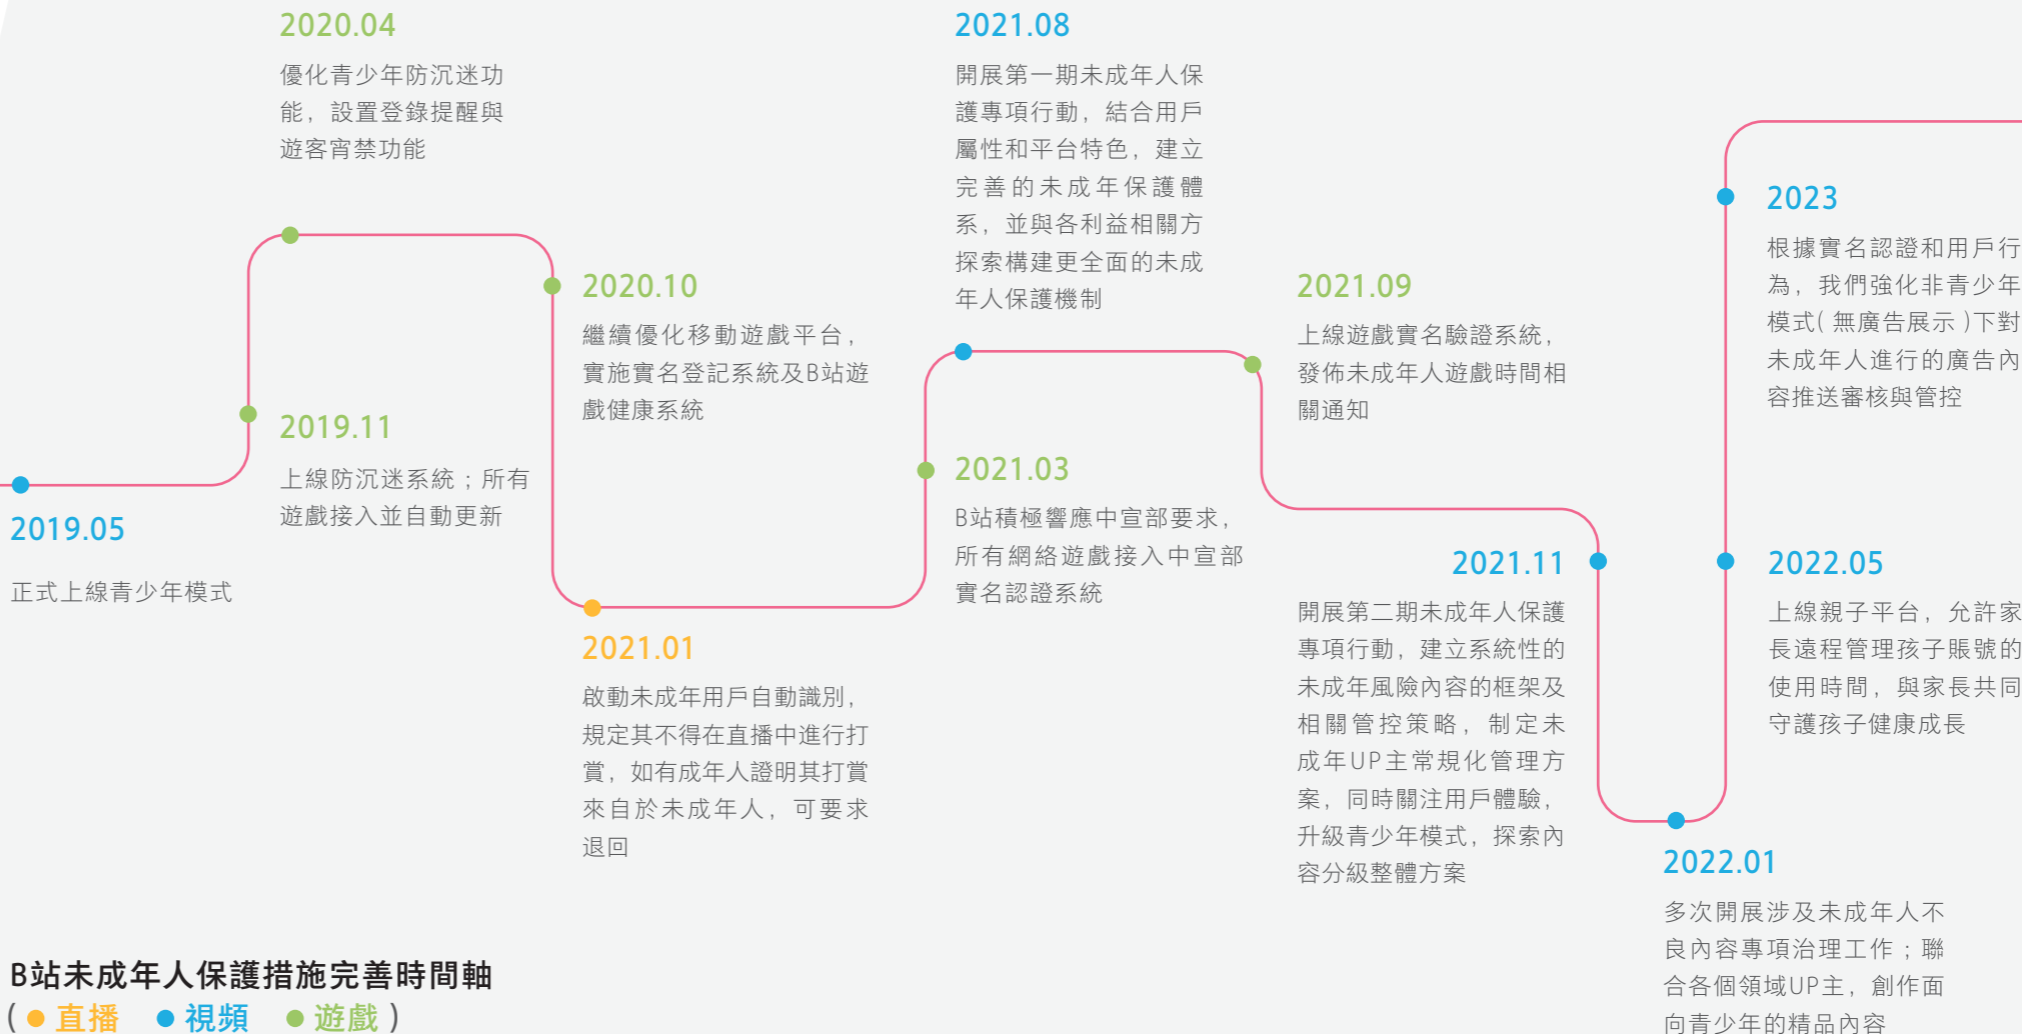 2019.05
正式上線青少年模式
2019.11
上線防沉迷系統；所有
遊戲接入並自動更新
2020.04
優化青少年防沉迷功
能，設置登錄提醒與
遊客宵禁功能
2020.10
繼續優化移動遊戲平台，
實施實名登記系統及B站遊
戲健康系統
2021.01
啟動未成年用戶自動識別，
規定其不得在直播中進行打
賞，如有成年人證明其打賞
來自於未成年人，可要求
退回
2021.03
B站積極響應中宣部要求，
所有網絡遊戲接入中宣部
實名認證系統
2021.08
開展第一期未成年人保
護專項行動，結合用戶
屬性和平台特色，建立
完善的未成年保護體
系，並與各利益相關方
探索構建更全面的未成
年人保護機制
2021.09
上線遊戲實名驗證系統，
發佈未成年人遊戲時間相
關通知
2021.11
開展第二期未成年人保護
專項行動，建立系統性的
未成年風險內容的框架及
相關管控策略，制定未
成年UP主常規化管理方
案，同時關注用戶體驗，
升級青少年模式，探索內
容分級整體方案
2022.01
多次開展涉及未成年人不
良內容專項治理工作；聯
合各個領域UP主，創作面
向青少年的精品內容
2022.05
上線親子平台，允許家
長遠程管理孩子賬號的
使用時間，與家長共同
守護孩子健康成長
2023
根據實名認證和用戶行
為，我們強化非青少年
模式( 無廣告展示 )下對
未成年人進行的廣告內
容推送審核與管控
B站未成年人保護措施完善時間軸
( ● 直播 ● 視頻 ● 遊戲 )